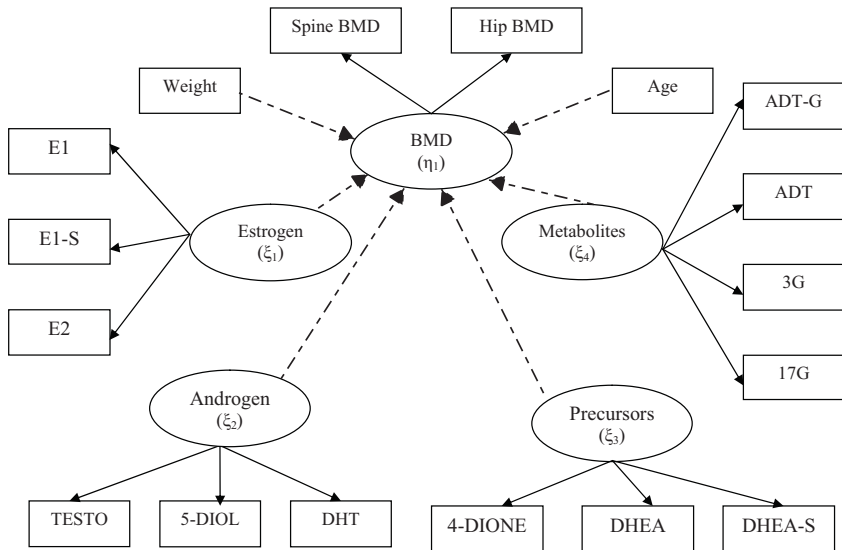 Spine BMD
Hip BMD
Weight
Age
BMD
(η₁)
ADT-G
E1
ADT
E1-S
Estrogen
(ξ₁)
Metabolites
(ξ₄)
3G
E2
17G
Androgen
(ξ₂)
Precursors
(ξ₃)
TESTO
5-DIOL
DHT
4-DIONE
DHEA
DHEA-S